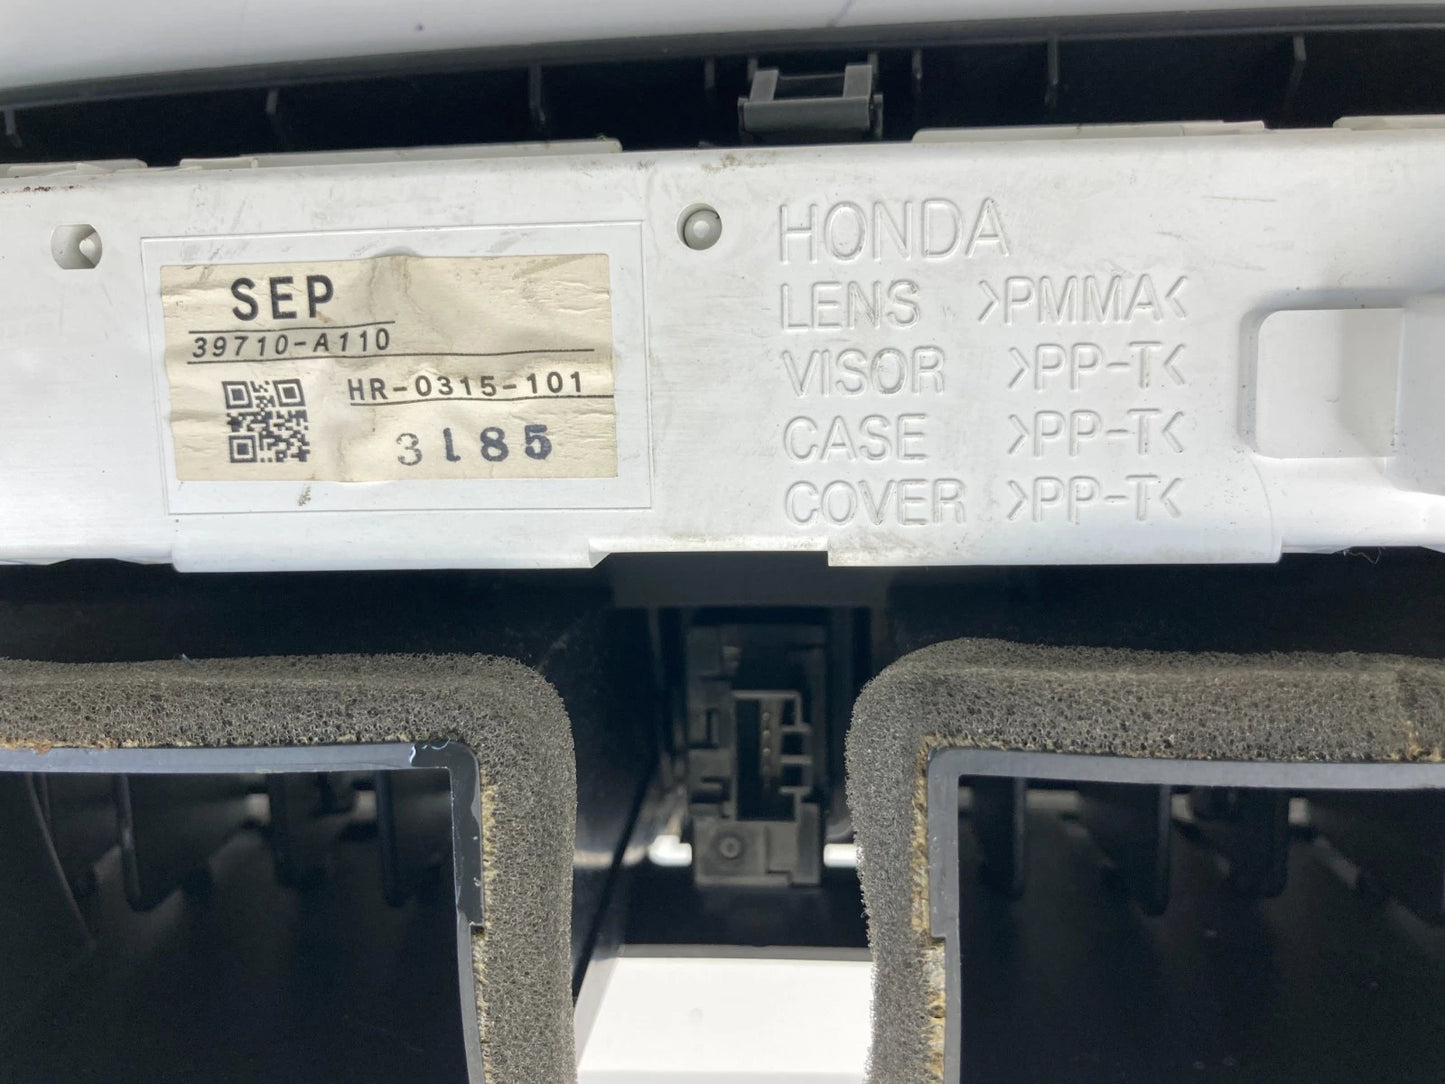 SEP
39710-A110
HR-0315-101
3185
HONDA
LENS >PMMA<
VISOR >PP-T<
CASE >PP-T<
COVER >PP-T<